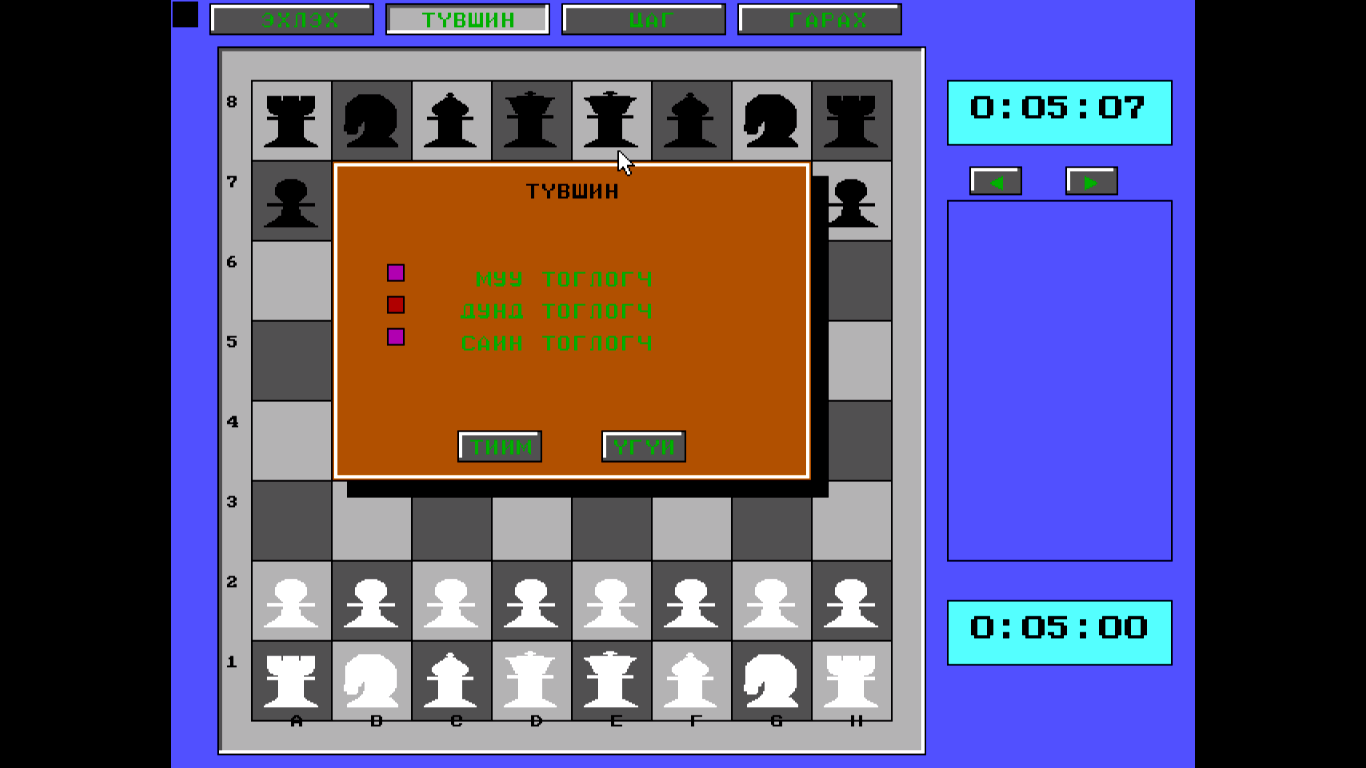 ЭХЛЭХ ТҮВШИН ЦАГ ГАРАХ
8
0:05:07
7
ТҮВШИН
6
МУУ ТОГЛОГЧ
ДУНД ТОГЛОГЧ
5
САЙН ТОГЛОГЧ
4
ТИЙМ ҮГҮЙ
3
2
0:05:00
1
A B C D E F G H